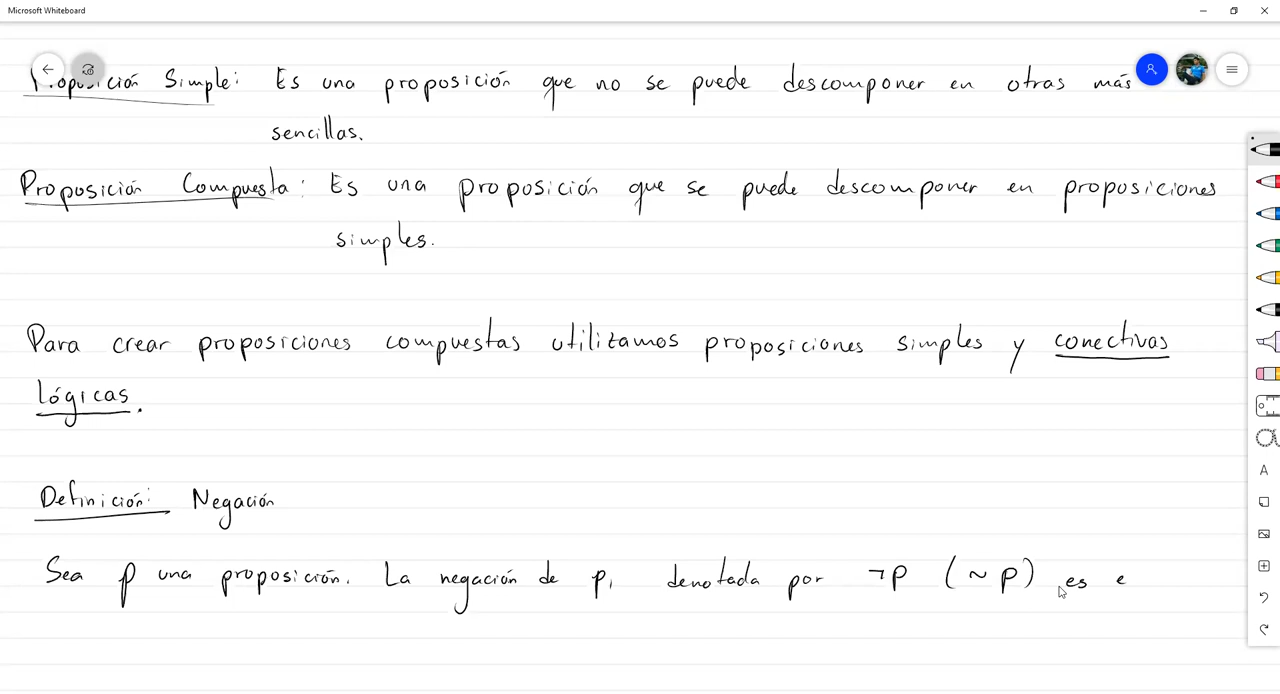 Microsoft Whiteboard
Proposición Simple: Es una proposición que no se puede descomponer en otras más
sencillas.
Proposición Compuesta: Es una proposición que se puede descomponer en proposiciones
simples.
Para crear proposiciones compuestas utilizamos proposiciones simples y conectivas
lógicas.
Definición: Negación
Sea p una proposición. La negación de p, denotada por ¬p (~p) es e
A